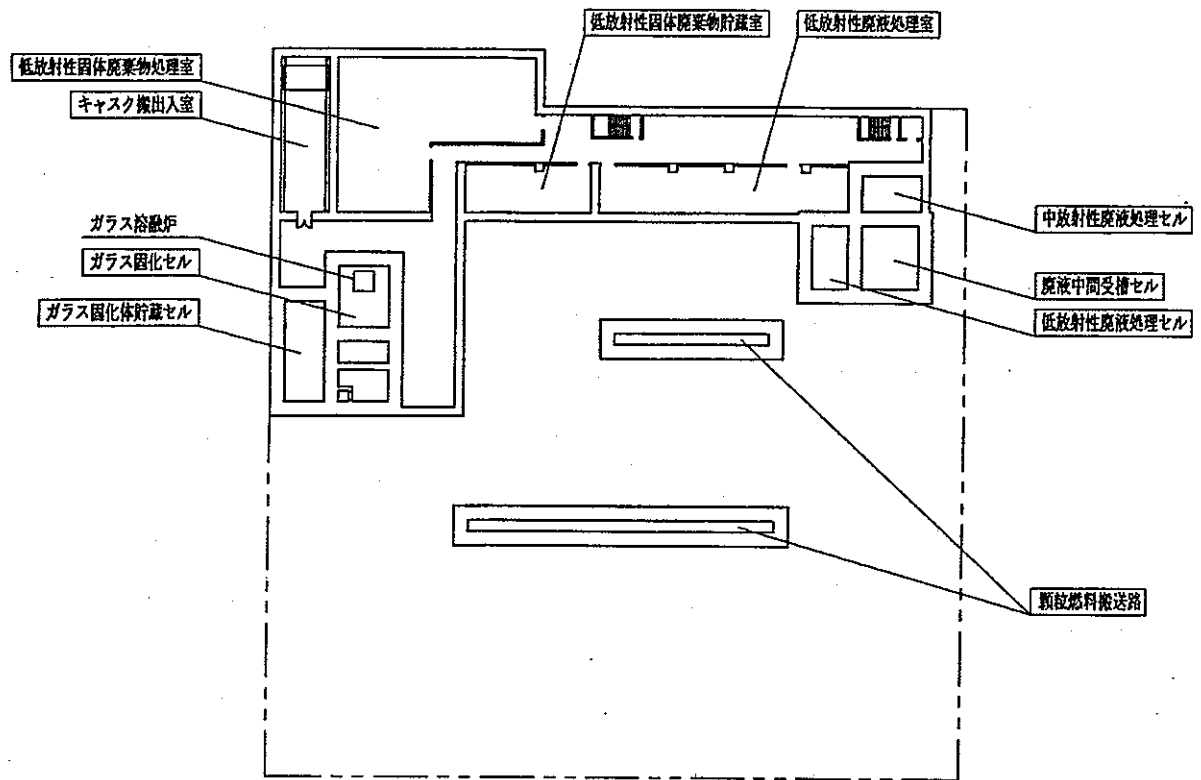 低放射性固体廃棄物貯蔵室
低放射性廃液処理室
低放射性固体廃棄物処理室
キャスク搬出入室
ガラス溶融炉
ガラス固化セル
ガラス固化体貯蔵セル
中放射性廃液処理セル
廃液中間受槽セル
低放射性廃液処理セル
顆粒燃料搬送路